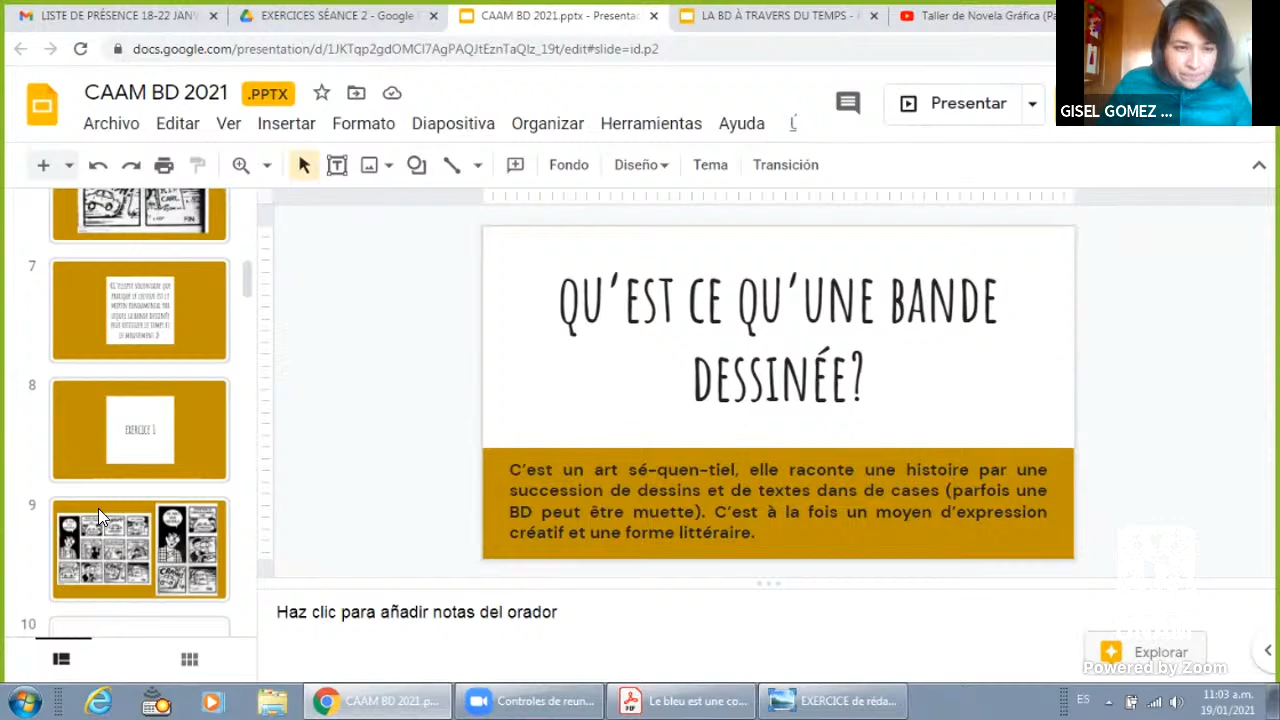 LISTE DE PRÉSENCE 18-22 JANV
EXERCICES SÉANCE 2 - Google
CAAM BD 2021.pptx - Presentac
LA BD À TRAVERS DU TEMPS - P
Taller de Novela Gráfica (Pa
docs.google.com/presentation/d/1JKTqp2gdOMCI7AgPAQJtEznTaQIz_19t/edit#slide=id.p2
GISEL GOMEZ ...
CAAM BD 2021
.PPTX
Presentar
Archivo Editar Ver Insertar Formato Diapositiva Organizar Herramientas Ayuda
Fondo Diseño Tema Transición
7
8
EXERCICE 1
9
10
QU'EST CE QU'UNE BANDE
DESSINÉE?
C'est un art sé-quen-tiel, elle raconte une histoire par une
succession de dessins et de textes dans de cases (parfois une
BD peut être muette). C'est à la fois un moyen d'expression
créatif et une forme littéraire.
Haz clic para añadir notas del orador
Explorar
Powered by Zoom
CAAM BD 2021.p...
Controles de reun...
Le bleu est une co...
EXERCICE de réda...
ES
11:03 a.m.
19/01/2021